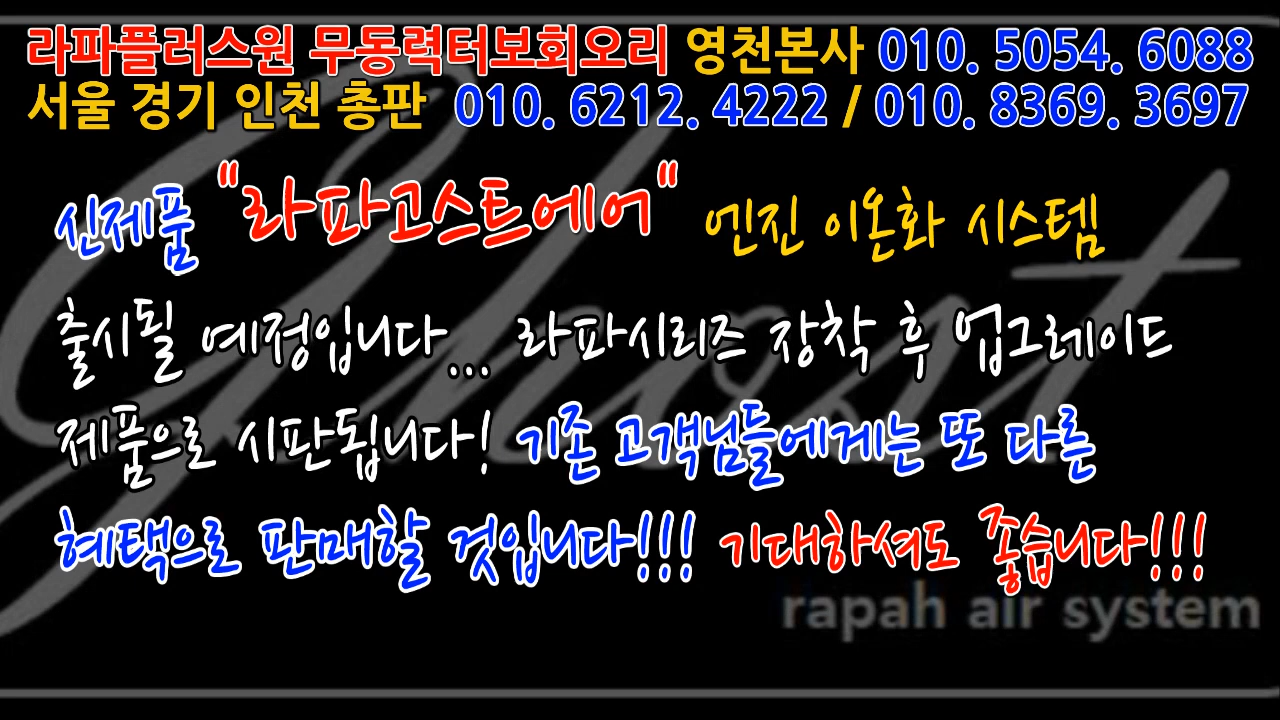 라파플러스원 무동력터보회오리 영천본사 010. 5054. 6088
서울 경기 인천 총판 010. 6212. 4222 / 010. 8369. 3697
신제품 "라파고스트에어" 엔진 이온화 시스템
출시될 예정입니다... 라파시리즈 장착 후 업그레이드
제품으로 시판됩니다! 기존 고객님들에게는 또 다른
혜택으로 판매할 것입니다!!! 기대하셔도 좋습니다!!!
Ghost
rapah air system